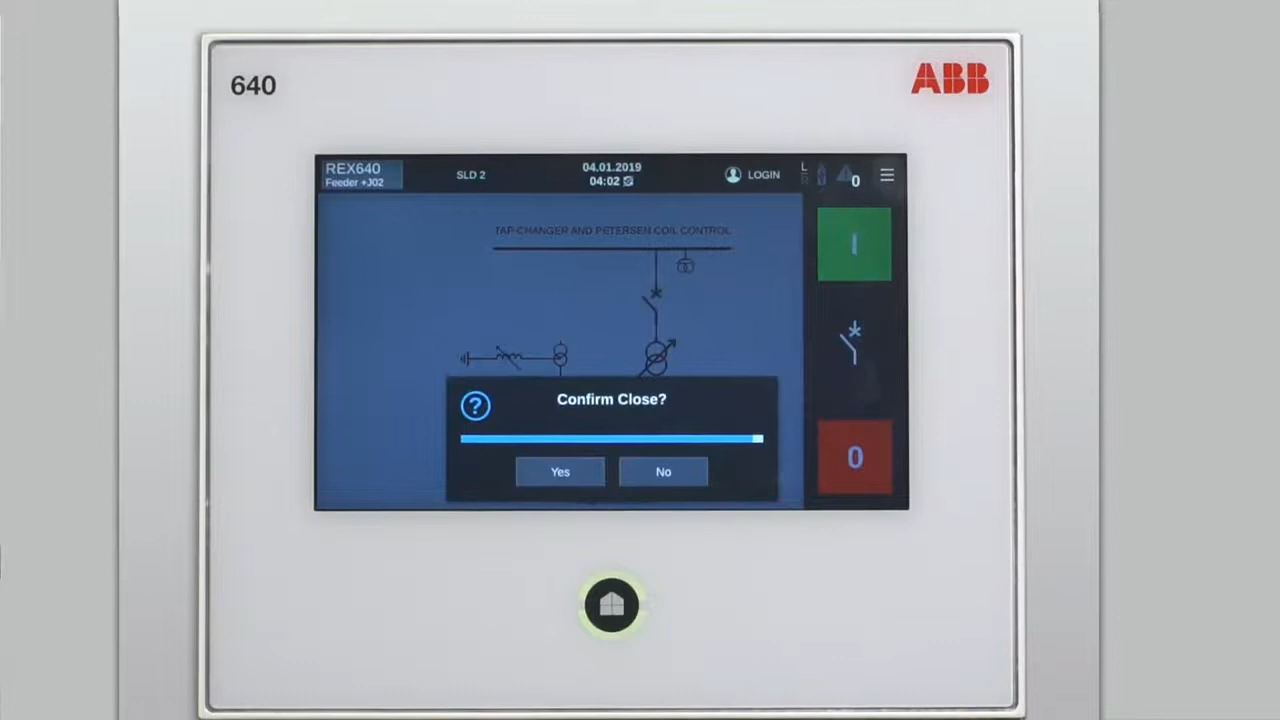 640
ABB
REX640
Feeder +J02
SLD 2
04.01.2019
04:02
LOGIN
L
R
0
TAP-CHANGER AND PETERSEN COIL CONTROL
I
Confirm Close?
Yes
No
0